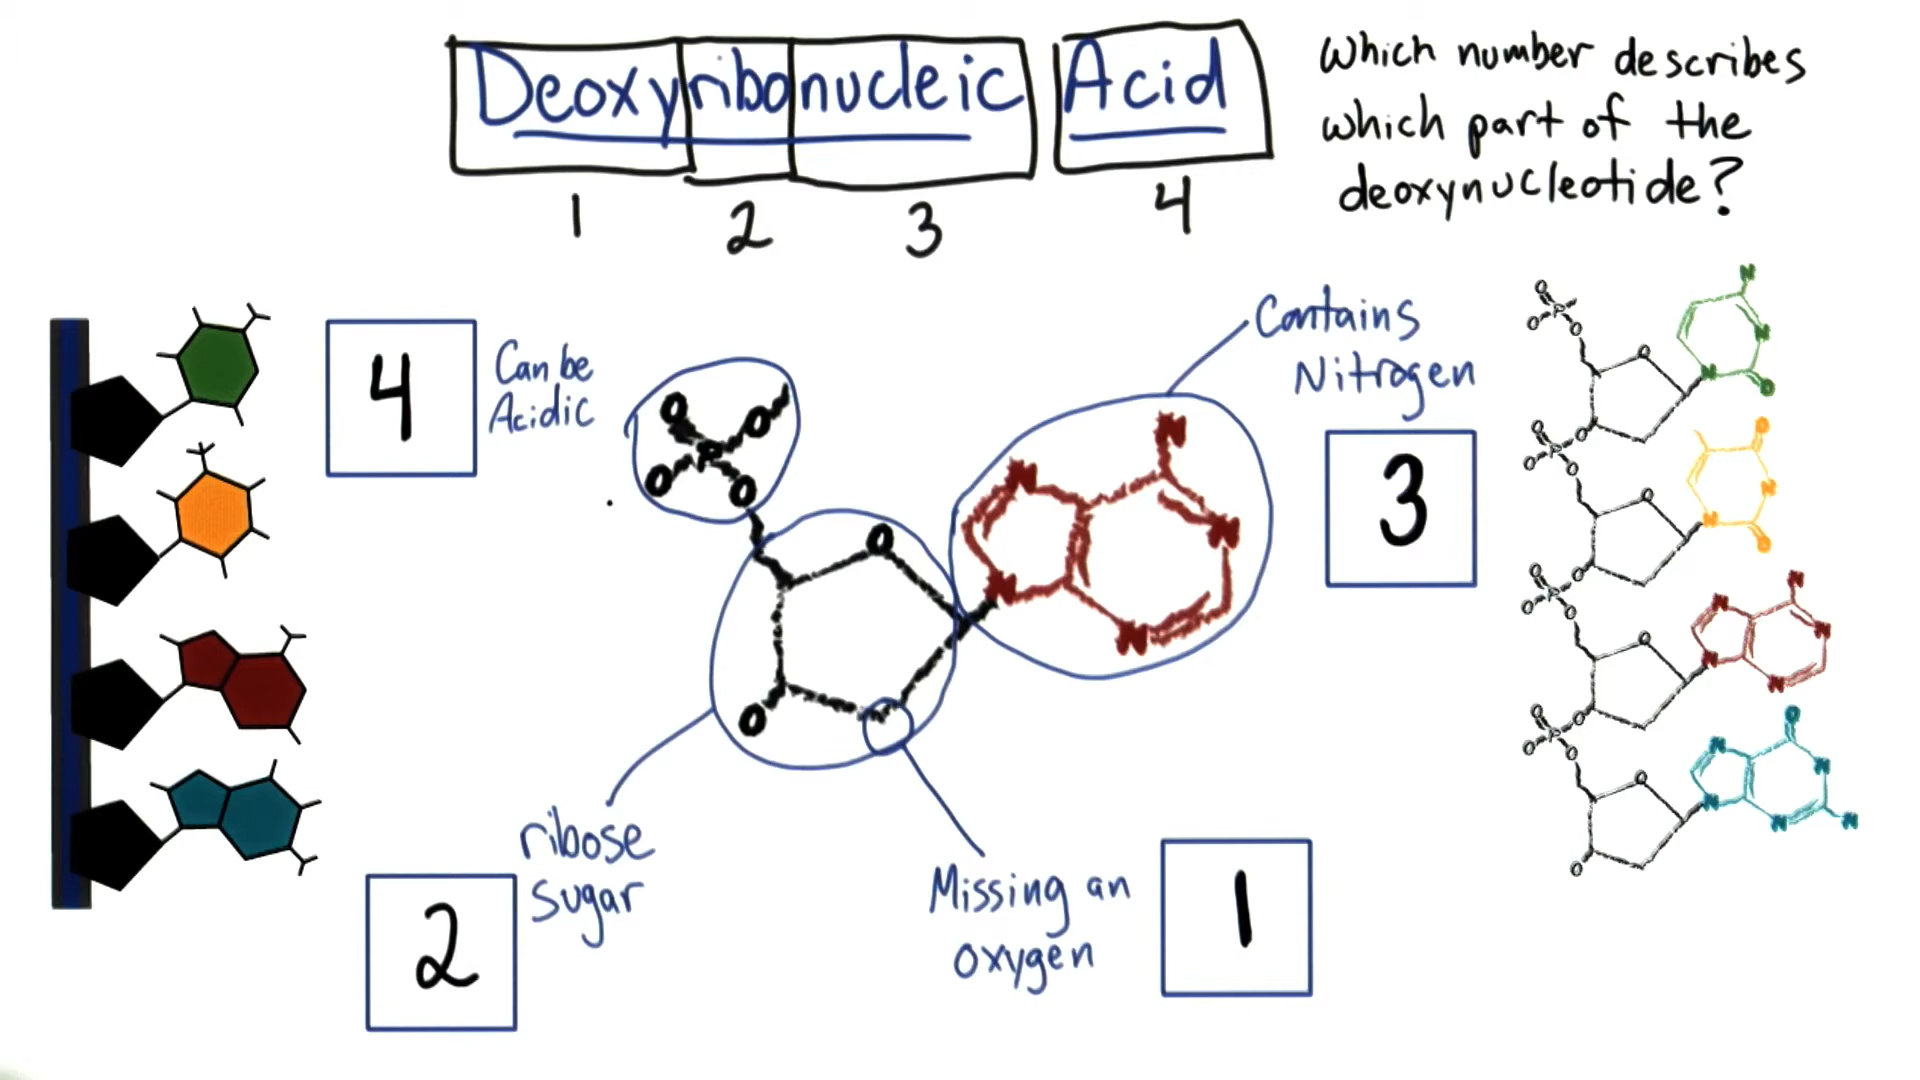 Deoxyribonucleic Acid
1 2 3 4
Which number describes
which part of the
deoxynucleotide?
4
Can be
Acidic
Contains
Nitrogen
3
ribose
sugar
2
Missing an
oxygen
1
O
O
P
O
O
O
O
N
N
N
N
N
O
P
O
O
O
N
N
N
O
O
P
O
O
O
O
N
N
O
O
P
O
O
O
N
N
N
N
N
O
P
O
O
O
O
N
N
N
N
N
O
O